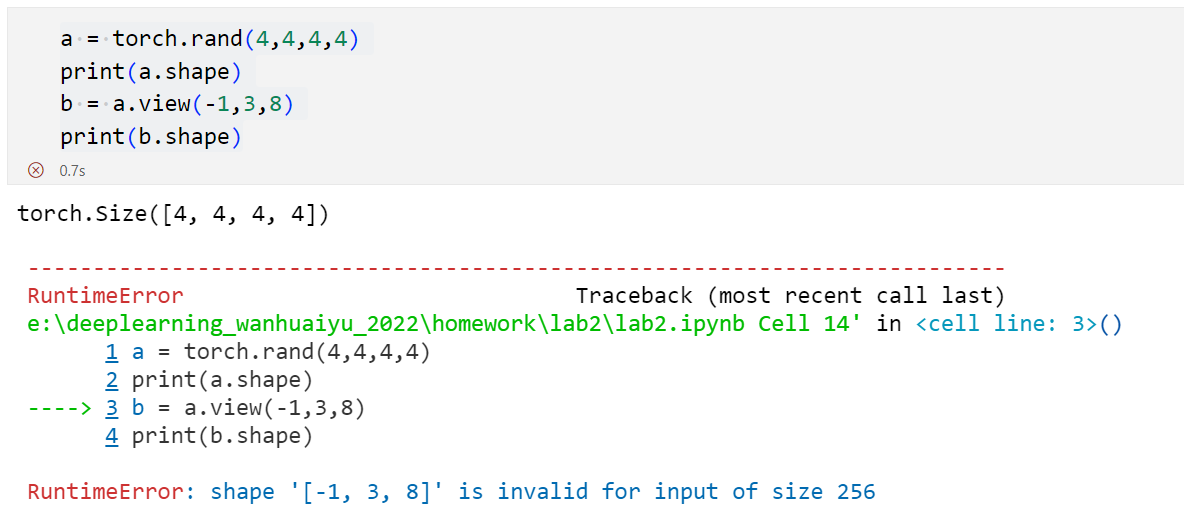 a = torch.rand(4,4,4,4)
print(a.shape)
b = a.view(-1,3,8)
print(b.shape)
0.7s
torch.Size([4, 4, 4, 4])
---------------------------------------------------------------------------
RuntimeError                              Traceback (most recent call last)
e:\deeplearning_wanhuaiyu_2022\homework\lab2\lab2.ipynb Cell 14' in <cell line: 3>()
      1 a = torch.rand(4,4,4,4)
      2 print(a.shape)
----> 3 b = a.view(-1,3,8)
      4 print(b.shape)
RuntimeError: shape '[-1, 3, 8]' is invalid for input of size 256